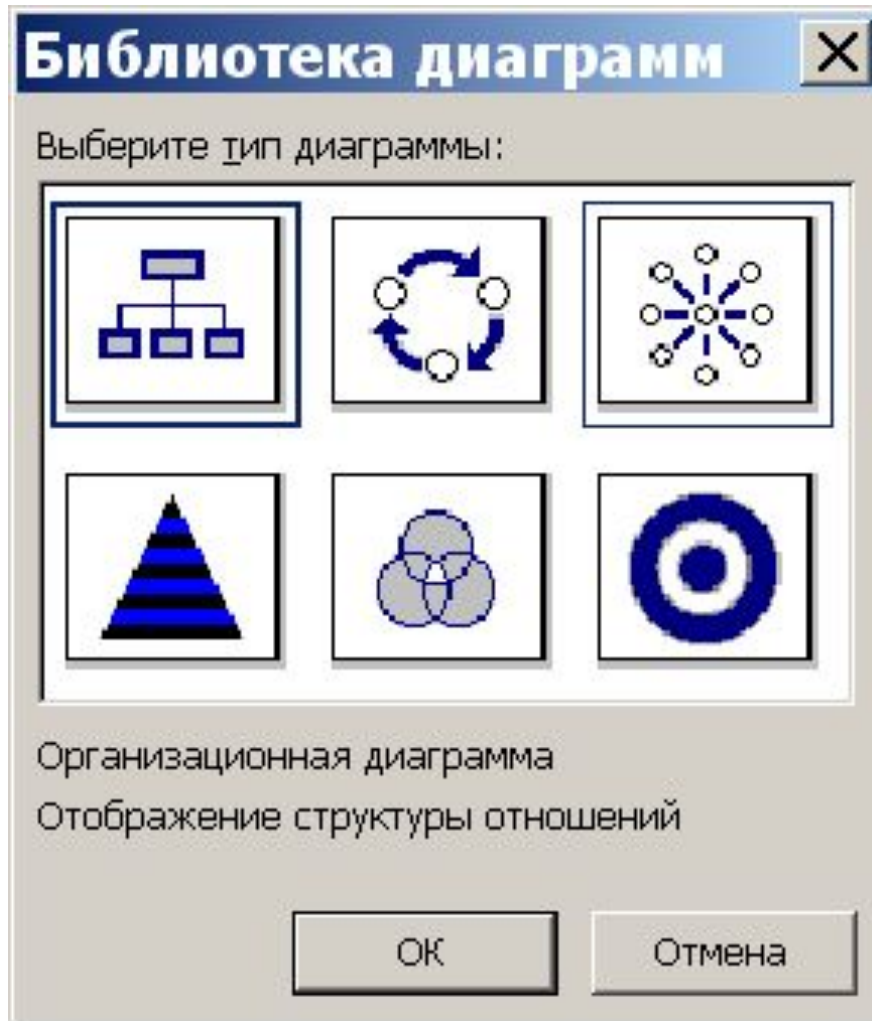 Библиотека диаграмм
Выберите тип диаграммы:
Организационная диаграмма
Отображение структуры отношений
ОК
Отмена